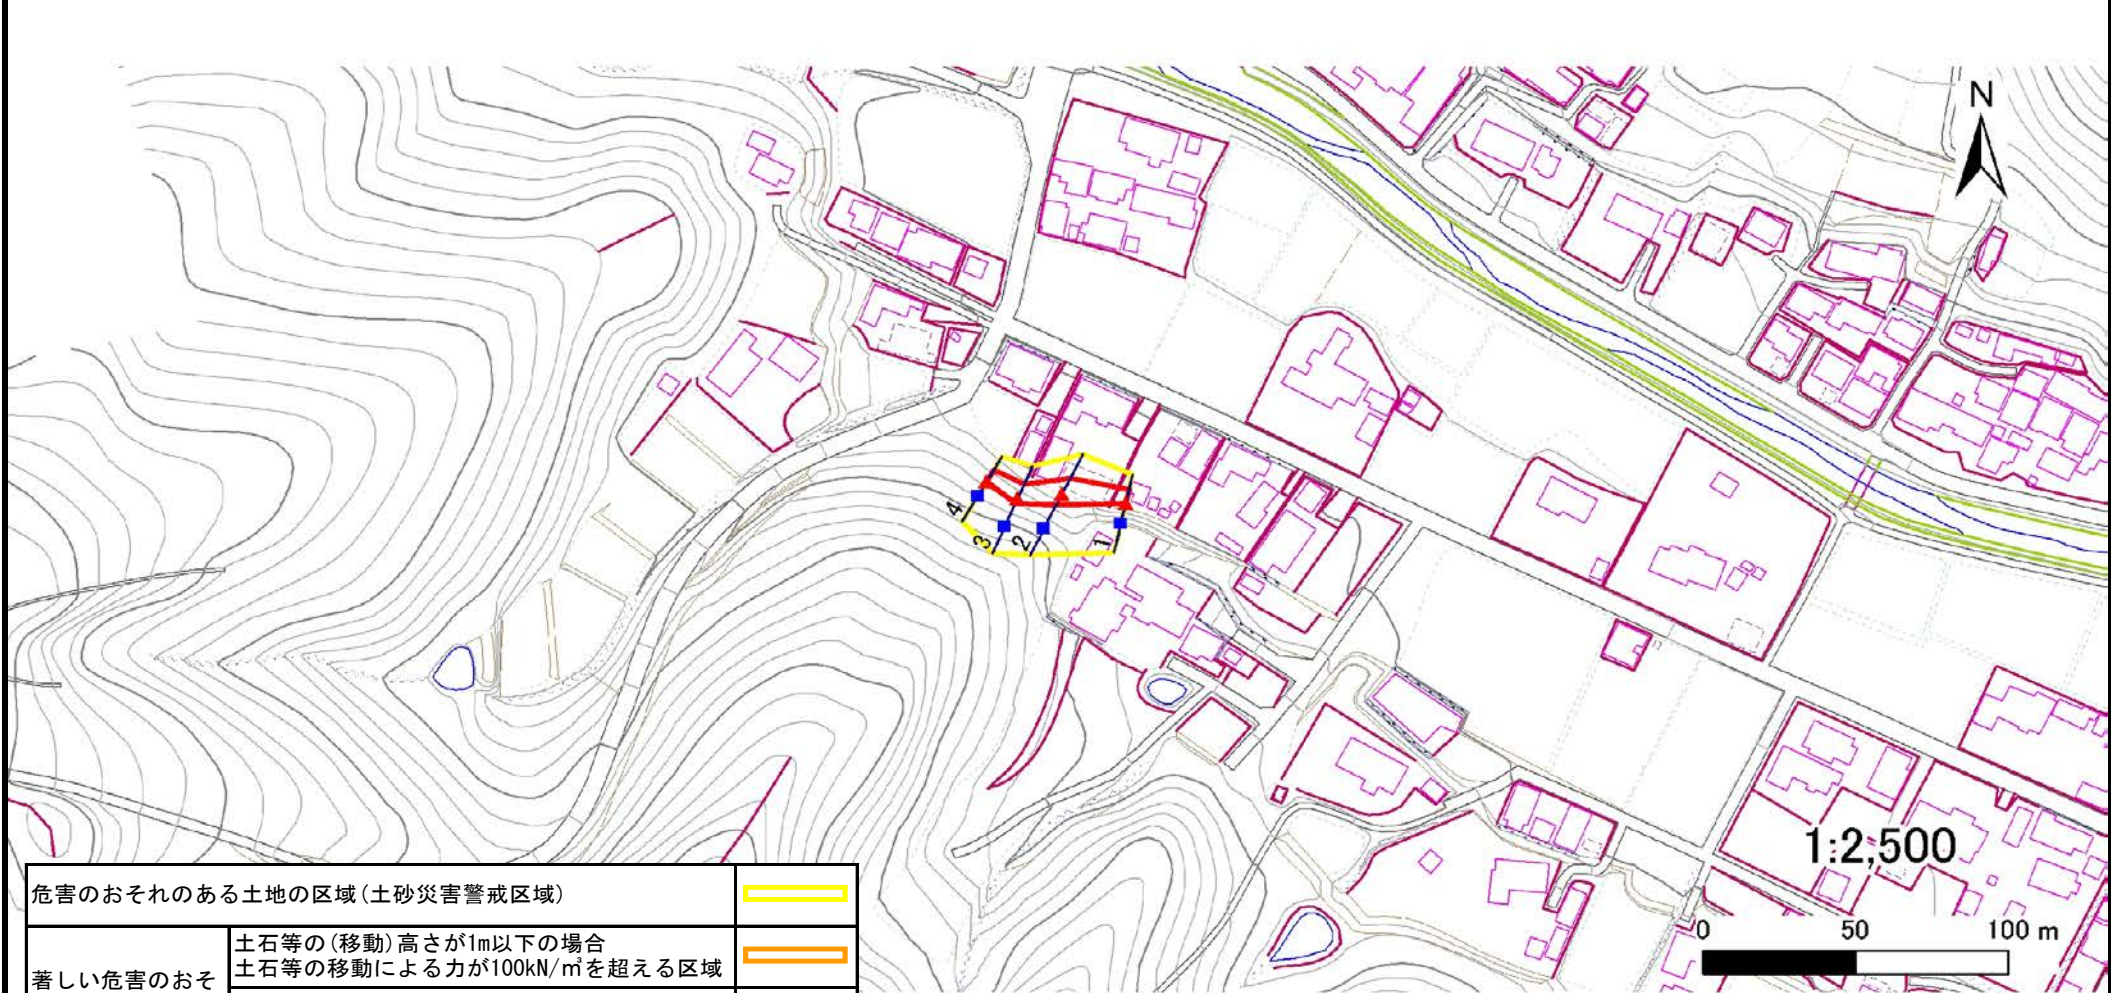 N
4
3
2
1
1:2,500
0 50 100 m
危害のおそれのある土地の区域(土砂災害警戒区域)
土石等の(移動)高さが1m以下の場合
土石等の移動による力が100kN/㎡を超える区域
著しい危害のおそ